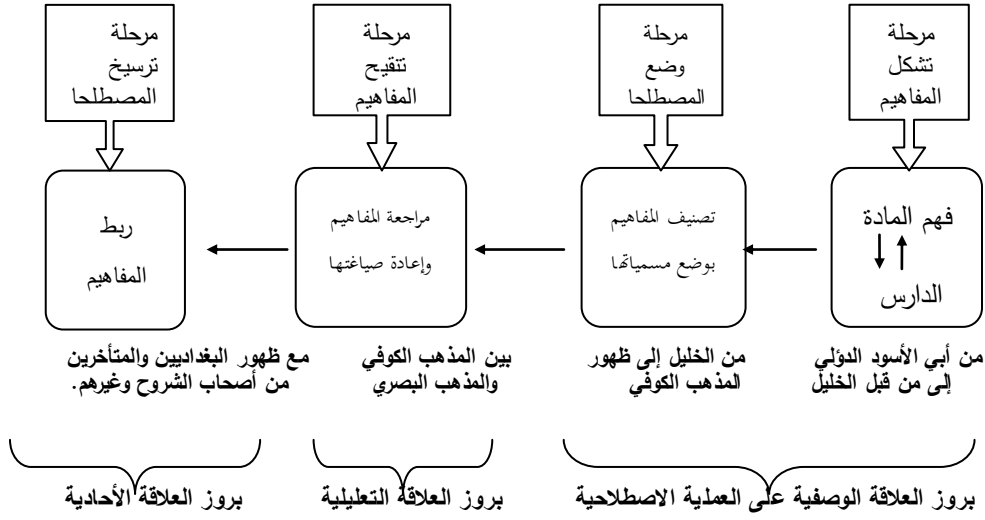 مرحلة
تشكل
المفاهيم
مرحلة
وضع
المصطلحا
مرحلة
تنقيح
المفاهيم
مرحلة
ترسيخ
المصطلحا
فهم المادة
الدارس
تصنيف المفاهيم
بوضع مسمياتها
مراجعة المفاهيم
وإعادة صياغتها
ربط
المفاهيم
من أبي الأسود الدؤلي
إلى من قبل الخليل
من الخليل إلى ظهور
المذهب الكوفي
بين المذهب الكوفي
والمذهب البصري
مع ظهور البغداديين والمتأخرين
من أصحاب الشروح وغيرهم.
بروز العلاقة الوصفية على العملية الاصطلاحية
بروز العلاقة التعليلية
بروز العلاقة الأحادية